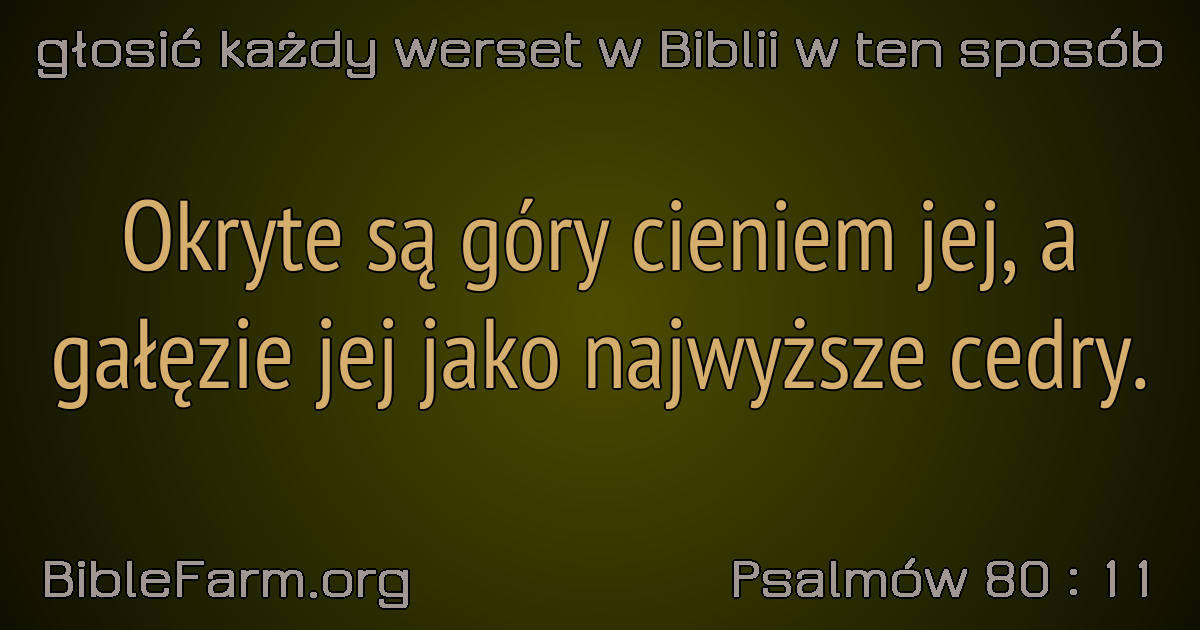 głosić każdy werset w Biblii w ten sposób
Okryte są góry cieniem jej, a
gałęzie jej jako najwyższe cedry.
BibleFarm.org
Psalmów 80 : 11